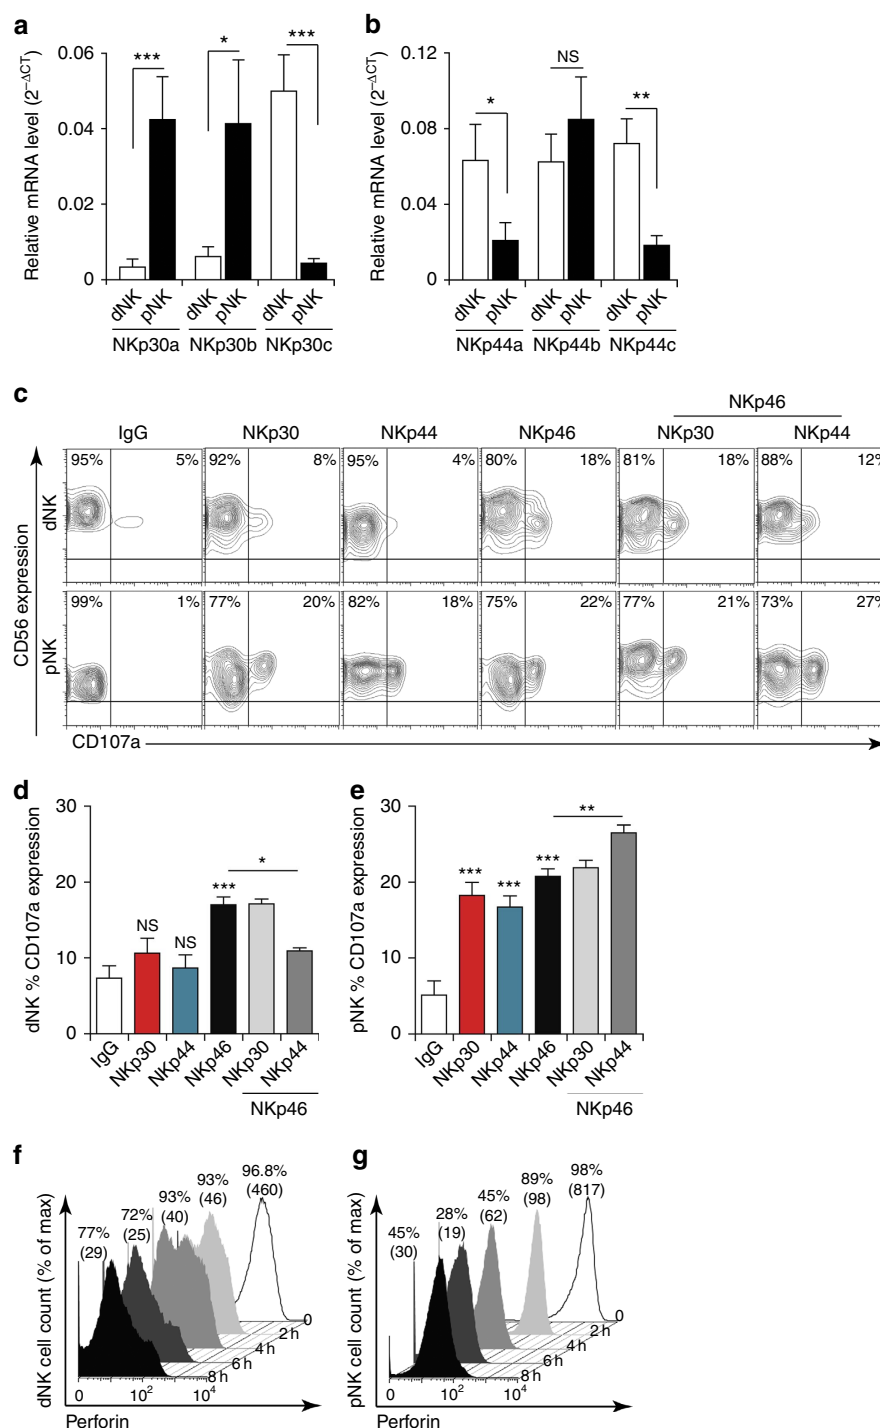 a
b
Relative mRNA level (2⁻ΔCT)
0.06
0.04
0.02
0
***
*
***
dNK pNK dNK pNK dNK pNK
NKp30a NKp30b NKp30c
Relative mRNA level (2⁻ΔCT)
0.12
0.08
0.04
0
*
NS
**
dNK pNK dNK pNK dNK pNK
NKp44a NKp44b NKp44c
c
NKp46
IgG NKp30 NKp44 NKp46 NKp30 NKp44
CD56 expression
dNK
95% 5% 92% 8% 95% 4% 80% 18% 81% 18% 88% 12%
pNK
99% 1% 77% 20% 82% 18% 75% 22% 77% 21% 73% 27%
CD107a
d
dNK % CD107a expression
30
20
10
0
NS
NS
***
*
IgG NKp30 NKp44 NKp46 NKp30 NKp44
NKp46
e
pNK % CD107a expression
30
20
10
0
***
***
***
**
IgG NKp30 NKp44 NKp46 NKp30 NKp44
NKp46
f
dNK cell count (% of max)
77%
(29)
72%
(25)
93%
(40)
93%
(46)
96.8%
(460)
0
2 h
4 h
6 h
8 h
0 10² 10⁴
Perforin
g
pNK cell count (% of max)
45%
(30)
28%
(19)
45%
(62)
89%
(98)
98%
(817)
0
2 h
4 h
6 h
8 h
0 10² 10⁴
Perforin